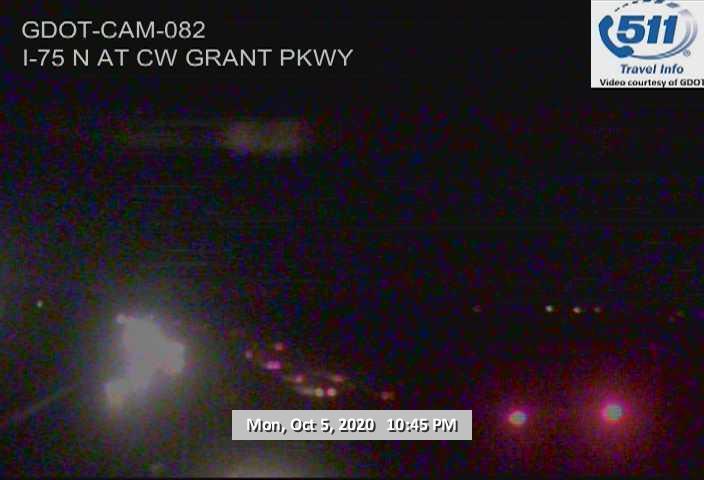 GDOT-CAM-082
I-75 N AT CW GRANT PKWY
511
®
Travel Info
Video courtesy of GDOT
Mon, Oct 5, 2020 10:45 PM